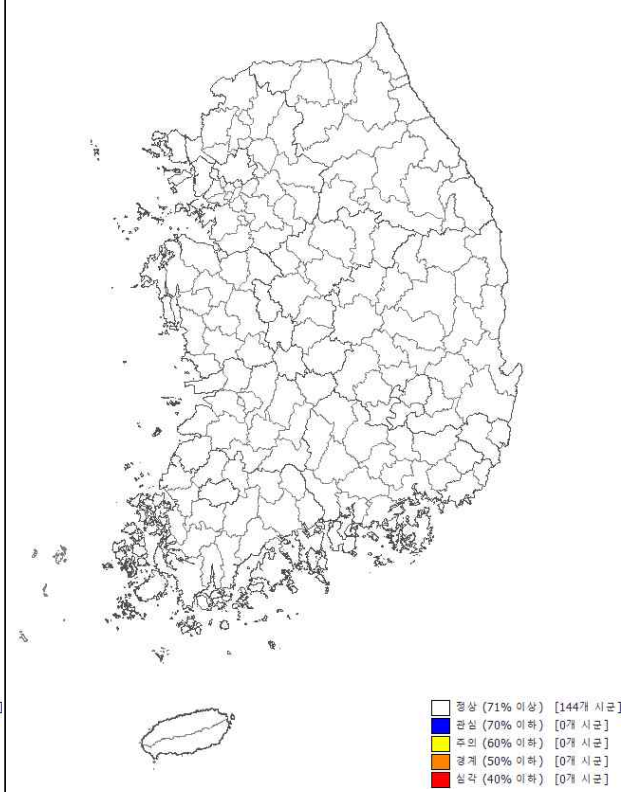 ]
정상 (71% 이상) [144개 시군]
관심 (70% 이하) [0개 시군]
주의 (60% 이하) [0개 시군]
경계 (50% 이하) [0개 시군]
심각 (40% 이하) [0개 시군]